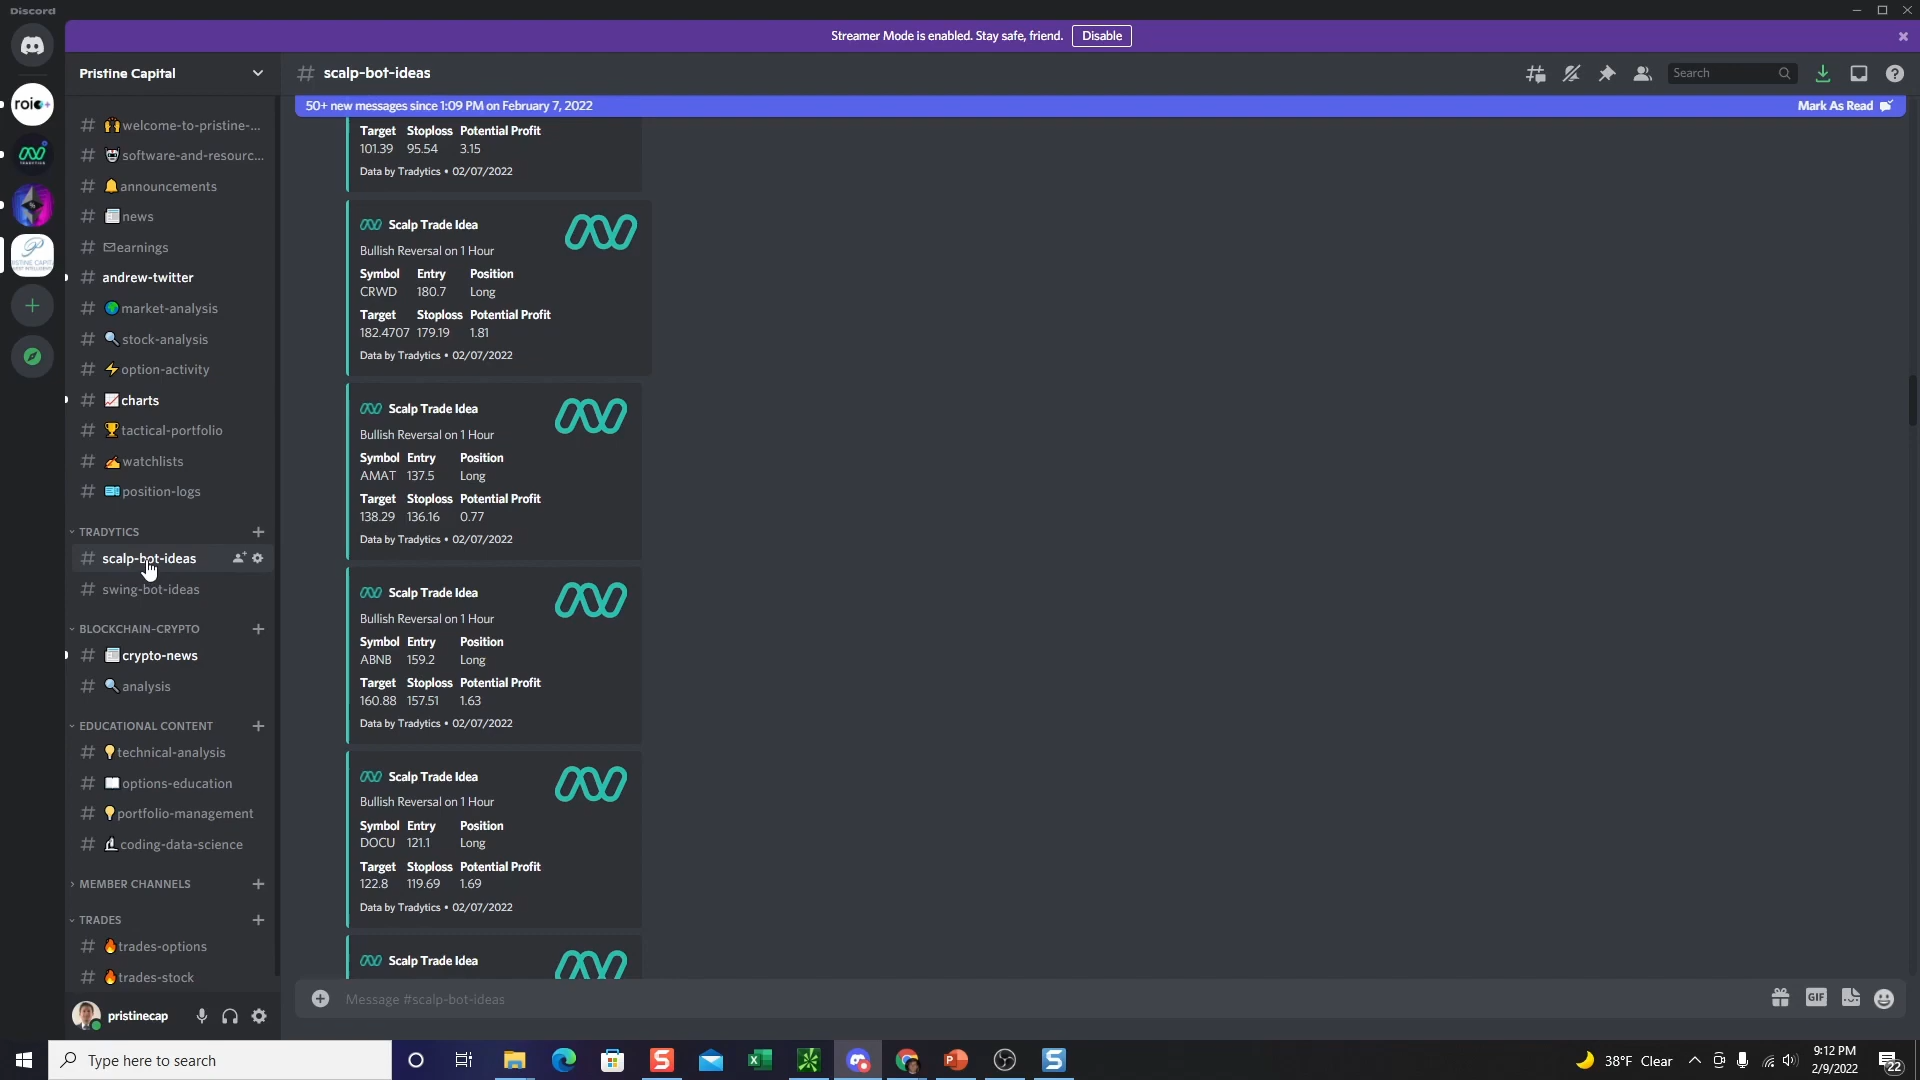 Discord
Streamer Mode is enabled. Stay safe, friend. Disable
Pristine Capital
# scalp-bot-ideas
Search
50+ new messages since 1:09 PM on February 7, 2022
Mark As Read
roic+
TRADYTICS
# welcome-to-pristine-...
# software-and-resourc...
# announcements
# news
# earnings
# andrew-twitter
# market-analysis
# stock-analysis
# option-activity
# charts
# tactical-portfolio
# watchlists
# position-logs
TRADYTICS
# scalp-bot-ideas
# swing-bot-ideas
BLOCKCHAIN-CRYPTO
# crypto-news
# analysis
EDUCATIONAL CONTENT
# technical-analysis
# options-education
# portfolio-management
# coding-data-science
MEMBER CHANNELS
TRADES
# trades-options
# trades-stock
pristinecap
Target Stoploss Potential Profit
101.39 95.54 3.15
Data by Tradytics • 02/07/2022
Scalp Trade Idea
Bullish Reversal on 1 Hour
Symbol Entry Position
CRWD 180.7 Long
Target Stoploss Potential Profit
182.4707 179.19 1.81
Data by Tradytics • 02/07/2022
Scalp Trade Idea
Bullish Reversal on 1 Hour
Symbol Entry Position
AMAT 137.5 Long
Target Stoploss Potential Profit
138.29 136.16 0.77
Data by Tradytics • 02/07/2022
Scalp Trade Idea
Bullish Reversal on 1 Hour
Symbol Entry Position
ABNB 159.2 Long
Target Stoploss Potential Profit
160.88 157.51 1.63
Data by Tradytics • 02/07/2022
Scalp Trade Idea
Bullish Reversal on 1 Hour
Symbol Entry Position
DOCU 121.1 Long
Target Stoploss Potential Profit
122.8 119.69 1.69
Data by Tradytics • 02/07/2022
Scalp Trade Idea
Message #scalp-bot-ideas
GIF
Type here to search
38°F Clear
9:12 PM
2/9/2022
22